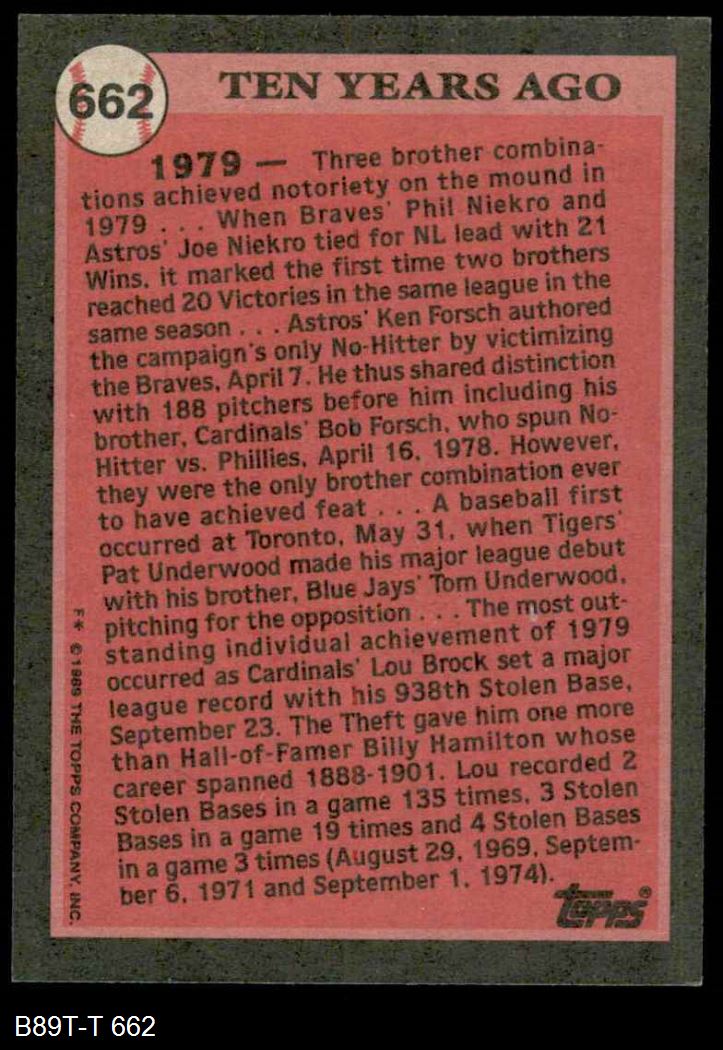 662
TEN YEARS AGO
1979 — Three brother combina-
tions achieved notoriety on the mound in
1979 . . . When Braves' Phil Niekro and
Astros' Joe Niekro tied for NL lead with 21
Wins, it marked the first time two brothers
reached 20 Victories in the same league in the
same season . . . Astros' Ken Forsch authored
the campaign's only No-Hitter by victimizing
the Braves, April 7. He thus shared distinction
with 188 pitchers before him including his
brother, Cardinals' Bob Forsch, who spun No-
Hitter vs. Phillies, April 16, 1978. However,
they were the only brother combination ever
to have achieved feat . . . A baseball first
occurred at Toronto, May 31, when Tigers'
Pat Underwood made his major league debut
with his brother, Blue Jays' Tom Underwood,
pitching for the opposition . . . The most out-
standing individual achievement of 1979
occurred as Cardinals' Lou Brock set a major
league record with his 938th Stolen Base,
September 23. The Theft gave him one more
than Hall-of-Famer Billy Hamilton whose
career spanned 1888-1901. Lou recorded 2
Stolen Bases in a game 135 times, 3 Stolen
Bases in a game 19 times and 4 Stolen Bases
in a game 3 times (August 29, 1969, Septem-
ber 6, 1971 and September 1, 1974).
topps®
F* ©1989 THE TOPPS COMPANY, INC.
B89T-T 662